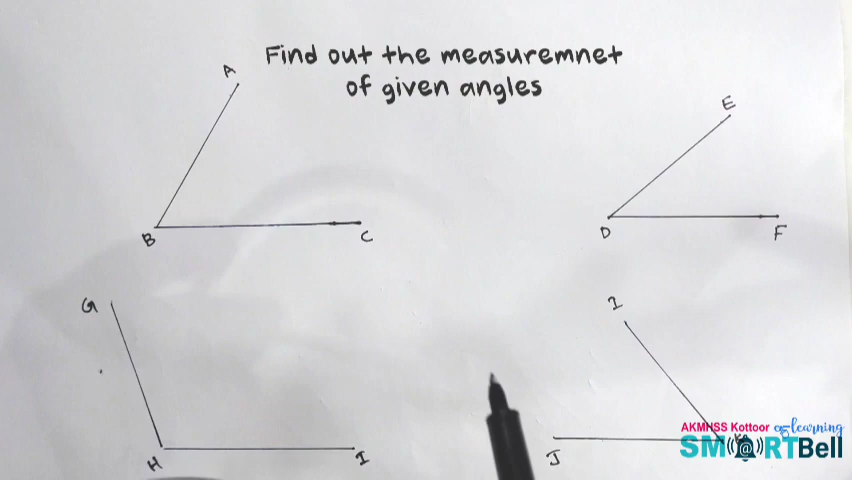 Find out the measuremnet
of given angles
A
E
B
C
D
F
G
I
H
I
J
K
AKMHSS Kottoor e-learning
SM@RTBell